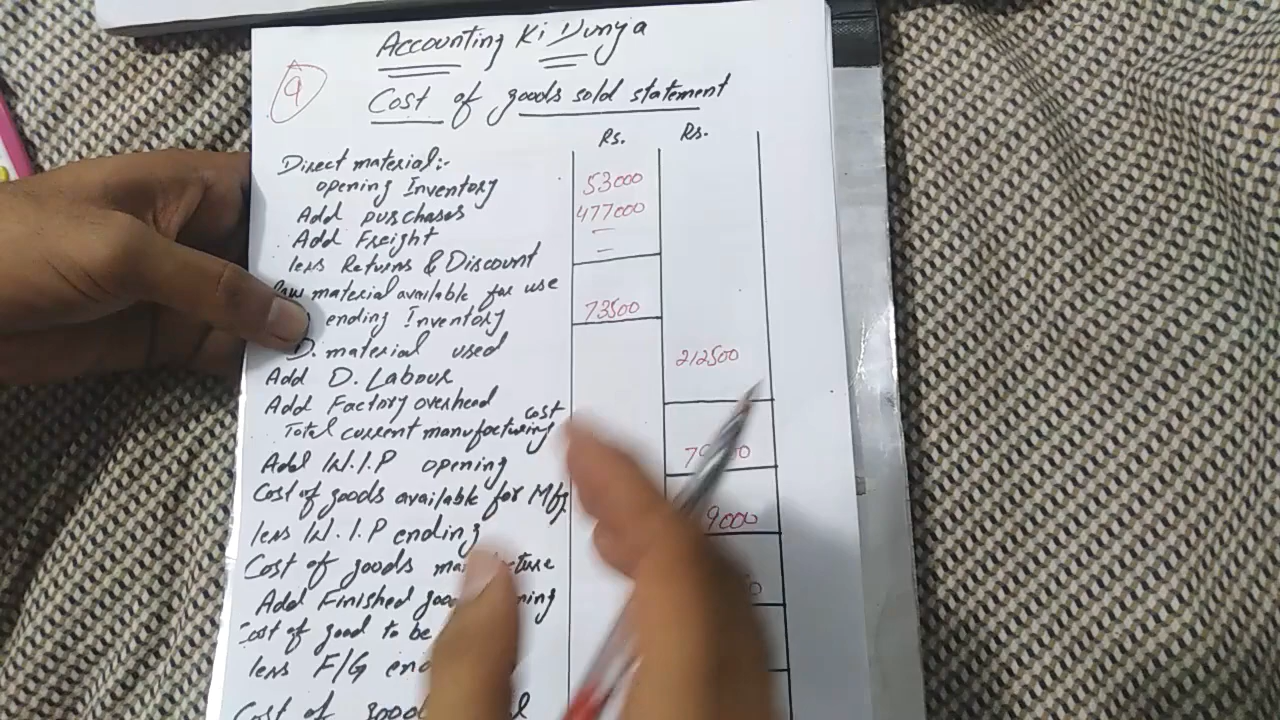 Accounting Ki Dunya
9
Cost of goods sold statement
Rs. Rs.
Direct material:-
opening Inventory 53000
Add purchases 477000
Add Freight -
less Returns & Discount -
material available for use
ending Inventory 73500
D. material used
Add D. Labour 212500
Add Factory overhead
Total current manufacturing cost
Add W.I.P opening
Cost of goods available for Mfg.
less W.I.P ending 9000
Cost of goods
Add Finished
Cost of good to be
less F/G
Cost of